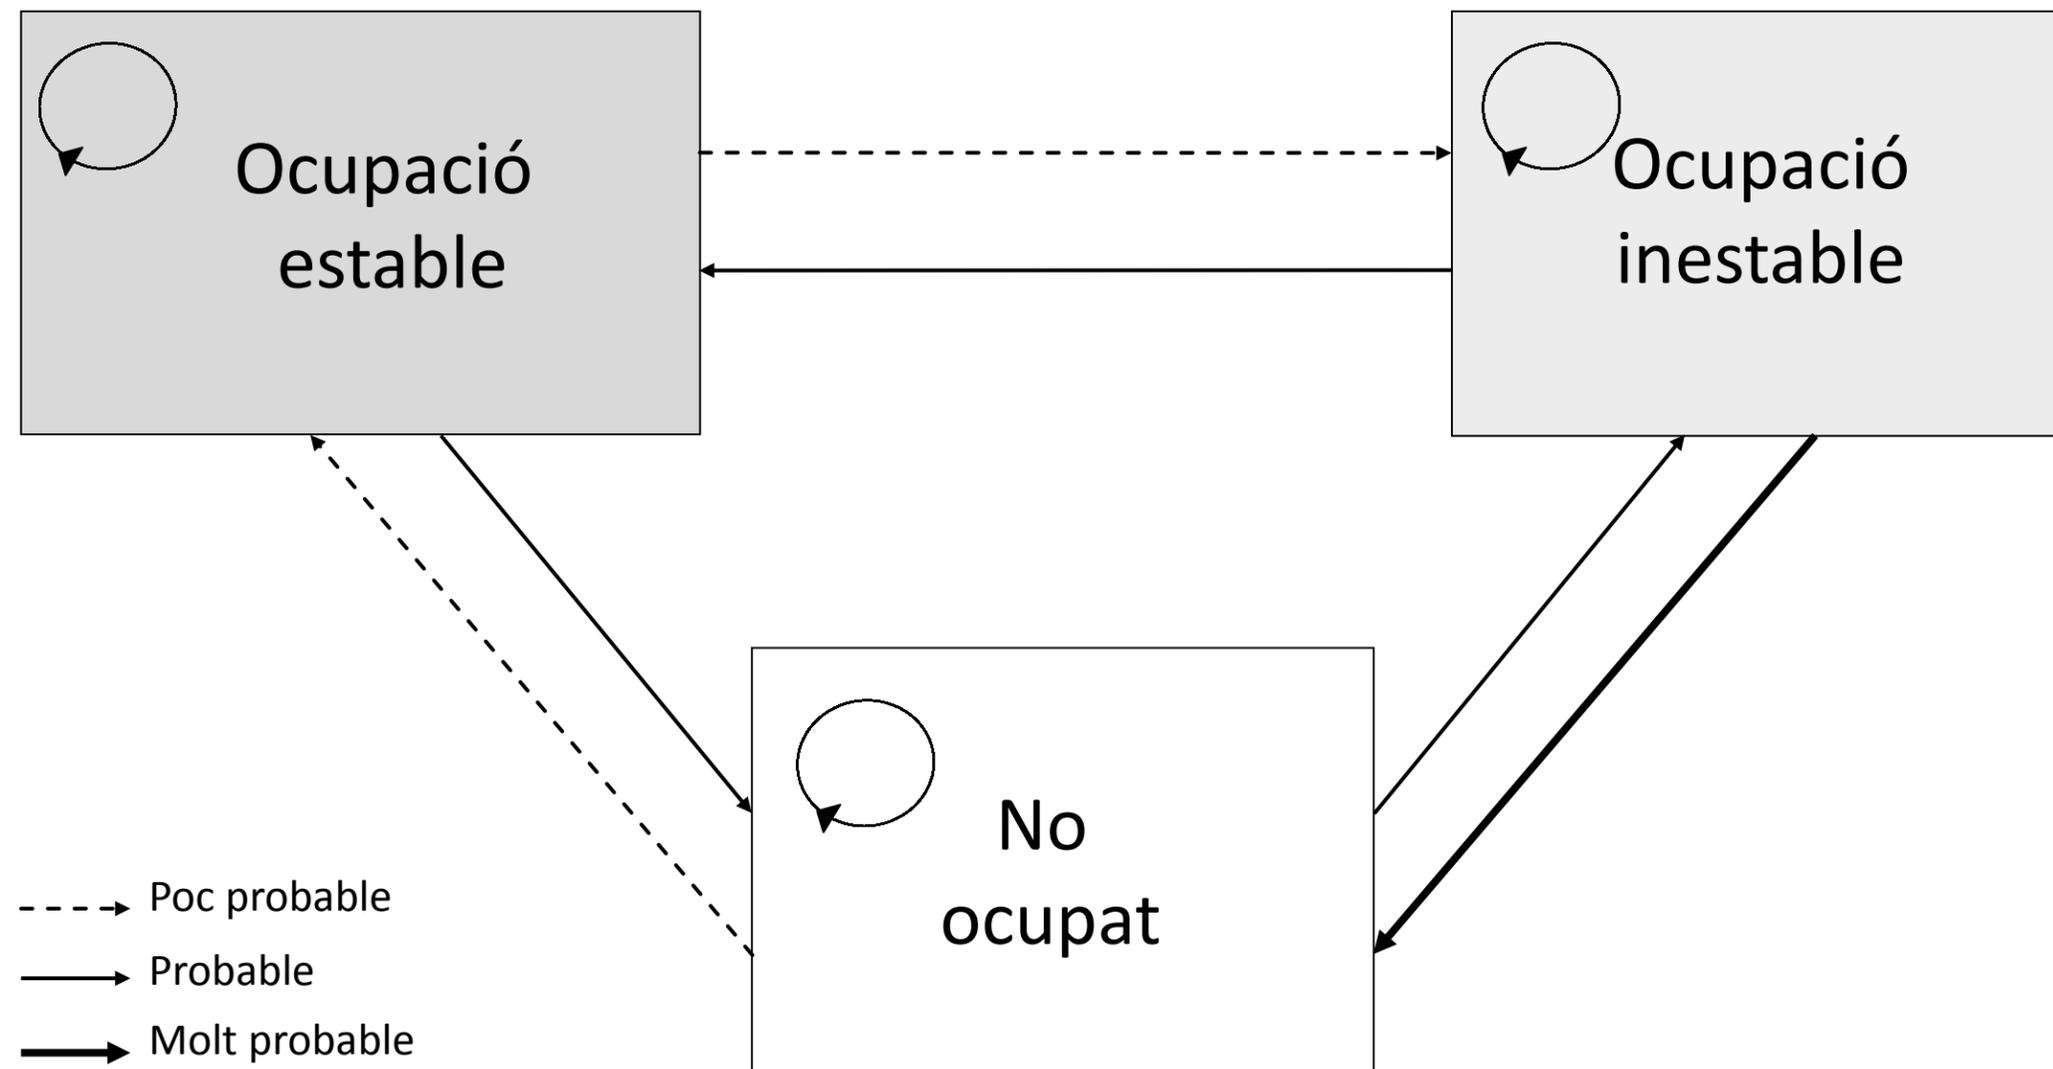 Ocupació
estable
Ocupació
inestable
No
ocupat
Poc probable
Probable
Molt probable